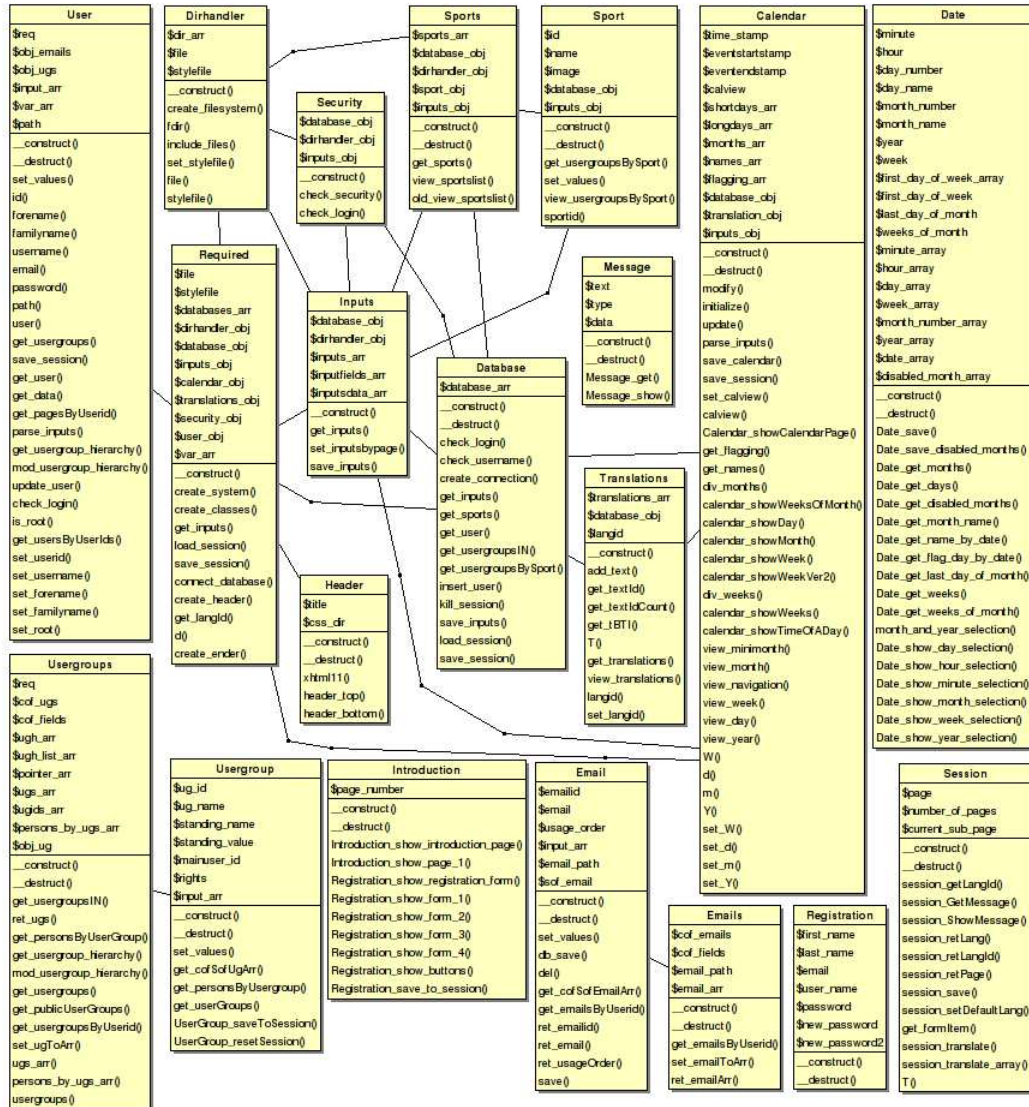 User
$req
$obj_emails
$obj_ugs
$input_arr
$var_arr
$path
__construct()
__destruct()
set_values()
id()
forename()
familyname()
username()
email()
password()
path()
user()
get_usergroups()
save_session()
get_user()
get_data()
get_pagesByUserid()
parse_inputs()
get_usergroup_hierarchy()
mod_usergroup_hierarchy()
update_user()
check_login()
is_root()
get_usersByUserIds()
set_userid()
set_username()
set_forename()
set_familyname()
set_root()
Dirhandler
$dir_arr
$file
$stylefile
__construct()
create_filesystem()
fdir()
include_files()
set_stylefile()
file()
stylefile()
Security
$database_obj
$dirhandler_obj
$inputs_obj
__construct()
check_security()
check_login()
Sports
$sports_arr
$database_obj
$dirhandler_obj
$sport_obj
$inputs_obj
__construct()
__destruct()
get_sports()
view_sportslist()
old_view_sportslist()
Sport
$id
$name
$image
$database_obj
$inputs_obj
__construct()
__destruct()
get_usergroupsBySport()
set_values()
view_usergroupsBySport()
sportid()
Calendar
$time_stamp
$eventstartstamp
$eventendstamp
$calview
$shortdays_arr
$longdays_arr
$months_arr
$names_arr
$flagging_arr
$database_obj
$translation_obj
$inputs_obj
__construct()
__destruct()
modify()
initialize()
update()
parse_inputs()
save_calendar()
save_session()
set_calview()
calview()
Calendar_showCalendarPage()
get_flagging()
get_names()
div_months()
calendar_showWeeksOfMonth()
calendar_showDay()
calendar_showMonth()
calendar_showWeek()
calendar_showWeekVer2()
div_weeks()
calendar_showWeeks()
calendar_showTimeOfADay()
view_minimonth()
view_month()
view_navigation()
view_week()
view_day()
view_year()
W()
d()
m()
Y()
set_W()
set_d()
set_m()
set_Y()
Date
$minute
$hour
$day_number
$day_name
$month_number
$month_name
$year
$week
$first_day_of_week_array
$first_day_of_week
$last_day_of_month
$weeks_of_month
$minute_array
$hour_array
$day_array
$week_array
$month_number_array
$year_array
$date_array
$disabled_month_array
__construct()
__destruct()
Date_save()
Date_save_disabled_months()
Date_get_months()
Date_get_days()
Date_get_disabled_months()
Date_get_month_name()
Date_get_name_by_date()
Date_get_flag_day_by_date()
Date_get_last_day_of_month()
Date_get_weeks()
Date_get_weeks_of_month()
month_and_year_selection()
Date_show_day_selection()
Date_show_hour_selection()
Date_show_minute_selection()
Date_show_month_selection()
Date_show_week_selection()
Date_show_year_selection()
Required
$file
$stylefile
$databases_arr
$dirhandler_obj
$database_obj
$inputs_obj
$calendar_obj
$translations_obj
$security_obj
$user_obj
$var_arr
__construct()
create_system()
create_classes()
get_inputs()
load_session()
save_session()
connect_database()
create_header()
get_langId()
d()
create_ender()
Inputs
$database_obj
$dirhandler_obj
$inputs_arr
$inputfields_arr
$inputsdata_arr
__construct()
get_inputs()
set_inputsbypage()
save_inputs()
Message
$text
$type
$data
__construct()
__destruct()
Message_get()
Message_show()
Database
$database_arr
__construct()
__destruct()
check_login()
check_username()
create_connection()
get_inputs()
get_sports()
get_user()
get_usergroupsIN()
get_usergroupsBySport()
insert_user()
kill_session()
save_inputs()
load_session()
save_session()
Translations
$translations_arr
$database_obj
$langid
__construct()
add_text()
get_textId()
get_textIdCount()
get_tBTI()
T()
get_translations()
view_translations()
langid()
set_langid()
Header
$title
$css_dir
__construct()
__destruct()
xhtml11()
header_top()
header_bottom()
Usergroups
$req
$cof_ugs
$cof_fields
$ugh_arr
$ugh_list_arr
$pointer_arr
$ugs_arr
$ugids_arr
$persons_by_ugs_arr
$obj_ug
__construct()
__destruct()
get_usergroupsIN()
ret_ugs()
get_personsByUserGroup()
get_usergroup_hierarchy()
mod_usergroup_hierarchy()
get_usergroups()
get_publicUserGroups()
get_usergroupsByUserid()
set_ugToArr()
ugs_arr()
persons_by_ugs_arr()
usergroups()
Usergroup
$ug_id
$ug_name
$standing_name
$standing_value
$mainuser_id
$rights
$input_arr
__construct()
__destruct()
set_values()
get_cofSofUgArr()
get_personsByUsergroup()
get_userGroups()
UserGroup_saveToSession()
UserGroup_resetSession()
Introduction
$page_number
__construct()
__destruct()
Introduction_show_introduction_page()
Introduction_show_page_1()
Registration_show_registration_form()
Registration_show_form_1()
Registration_show_form_2()
Registration_show_form_3()
Registration_show_form_4()
Registration_show_buttons()
Registration_save_to_session()
Email
$emailid
$email
$usage_order
$input_arr
$email_path
$sof_email
__construct()
__destruct()
set_values()
db_save()
del()
get_cofSofEmailArr()
get_emailsByUserid()
ret_emailid()
ret_email()
ret_usageOrder()
save()
Emails
$cof_emails
$cof_fields
$email_path
$email_arr
__construct()
__destruct()
get_emailsByUserid()
set_emailToArr()
ret_emailArr()
Registration
$first_name
$last_name
$email
$user_name
$password
$new_password
$new_password2
__construct()
__destruct()
Session
$page
$number_of_pages
$current_sub_page
__construct()
__destruct()
session_getLangId()
session_GetMessage()
session_ShowMessage()
session_retLang()
session_retLangId()
session_retPage()
session_save()
session_setDefaultLang()
get_formItem()
session_translate()
session_translate_array()
T()